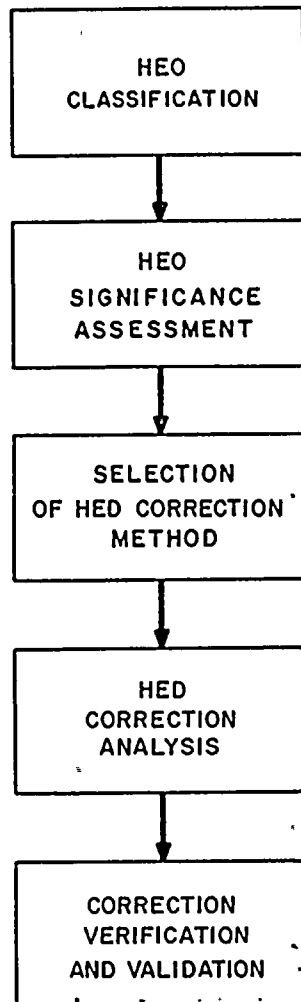 HEO
CLASSIFICATION
HEO
SIGNIFICANCE
ASSESSMENT
SELECTION
OF HED CORRECTION
METHOD
HED
CORRECTION
ANALYSIS
CORRECTION
VERIFICATION
AND VALIDATION